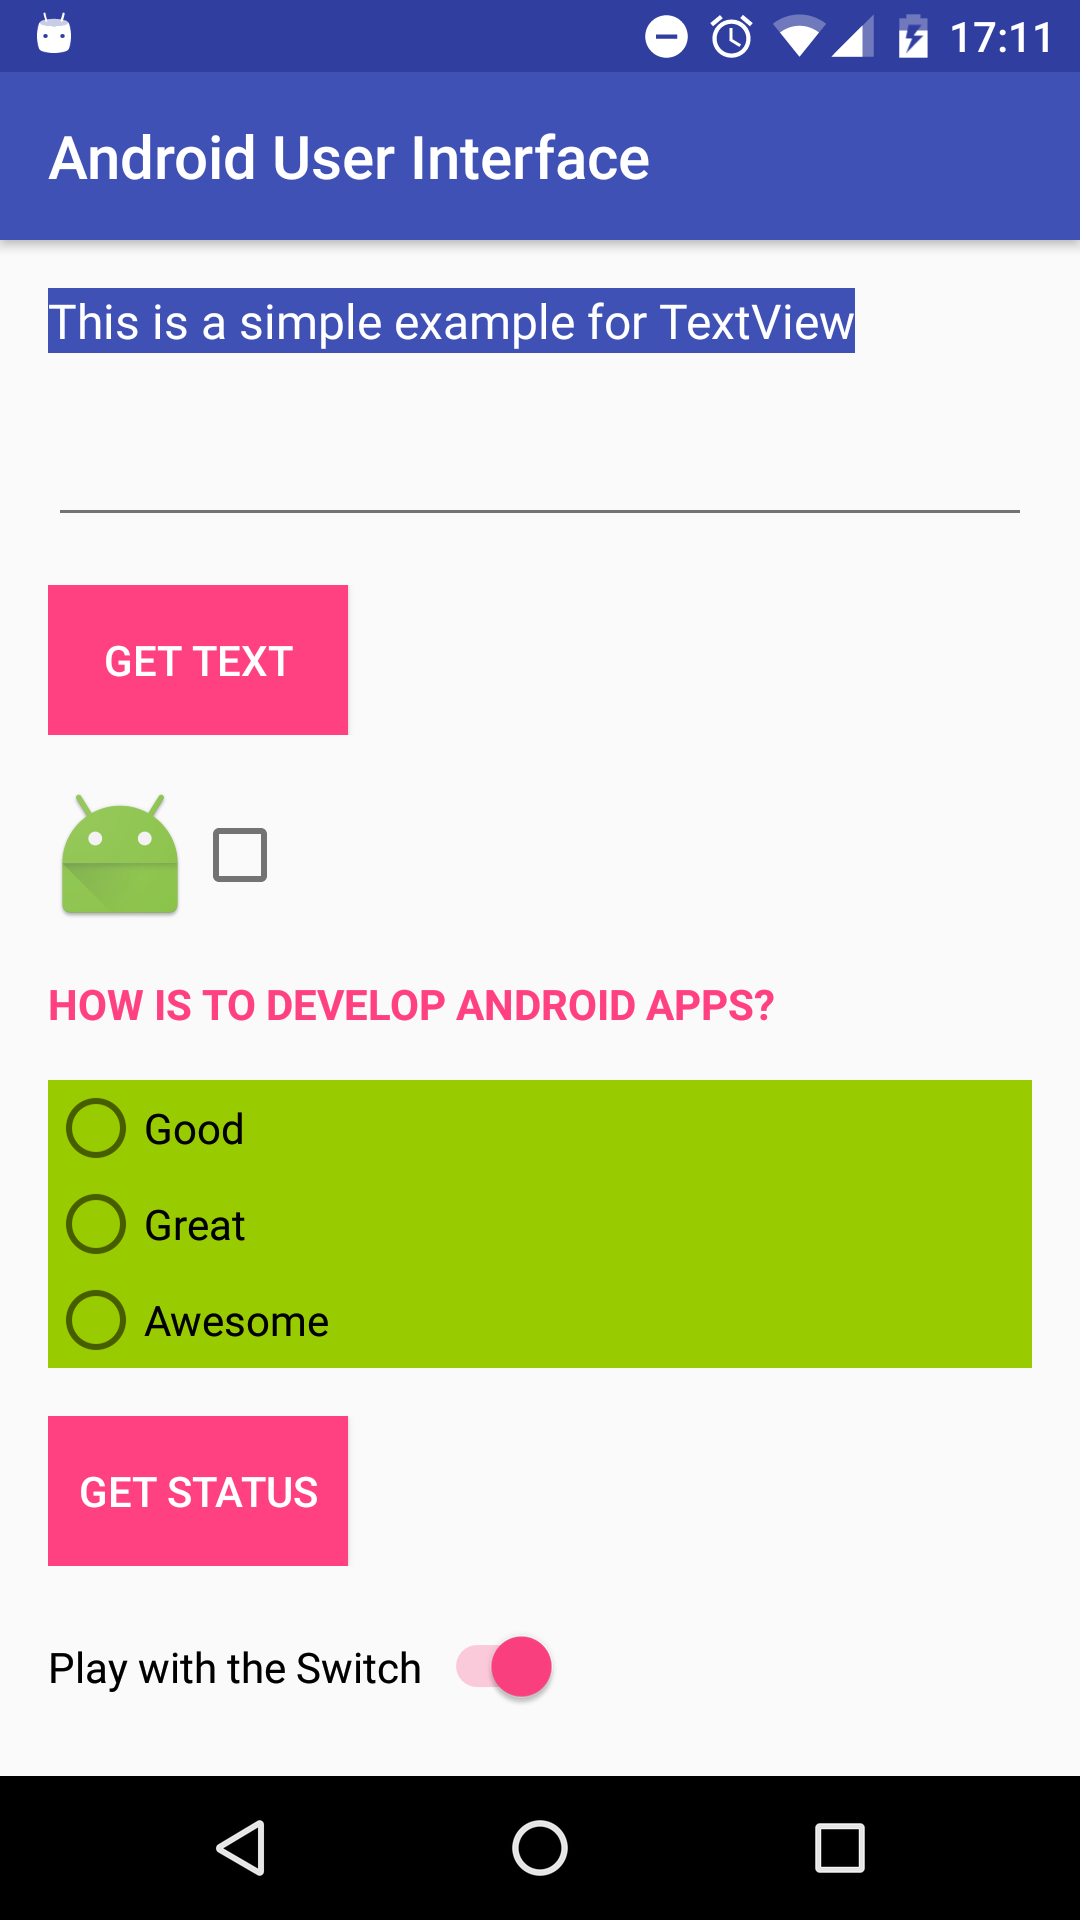 17:11
Android User Interface
This is a simple example for TextView
GET TEXT
HOW IS TO DEVELOP ANDROID APPS?
Good
Great
Awesome
GET STATUS
Play with the Switch